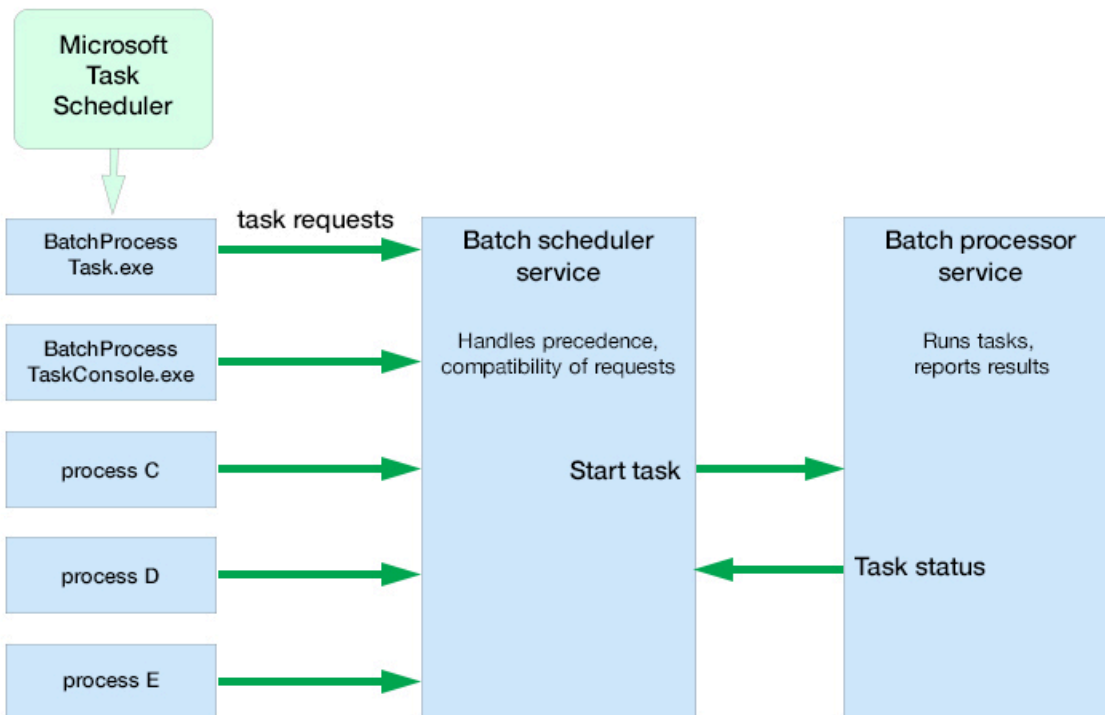 Microsoft
Task
Scheduler
task requests
BatchProcess
Task.exe
BatchProcess
TaskConsole.exe
process C
process D
process E
Batch scheduler
service
Handles precedence,
compatibility of requests
Start task
Batch processor
service
Runs tasks,
reports results
Task status